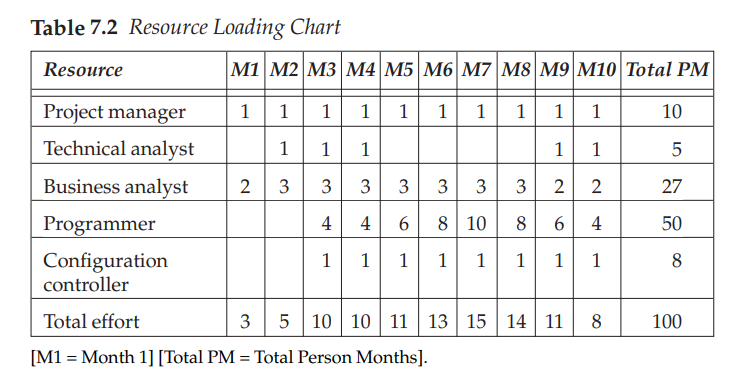 Table 7.2 Resource Loading Chart
Resource M1 M2 M3 M4 M5 M6 M7 M8 M9 M10 Total PM
Project manager 1 1 1 1 1 1 1 1 1 1 10
Technical analyst 1 1 1 1 1 5
Business analyst 2 3 3 3 3 3 3 3 2 2 27
Programmer 4 4 6 8 10 8 6 4 50
Configuration 1 1 1 1 1 1 1 1 8
controller
Total effort 3 5 10 10 11 13 15 14 11 8 100
[M1 = Month 1] [Total PM = Total Person Months].